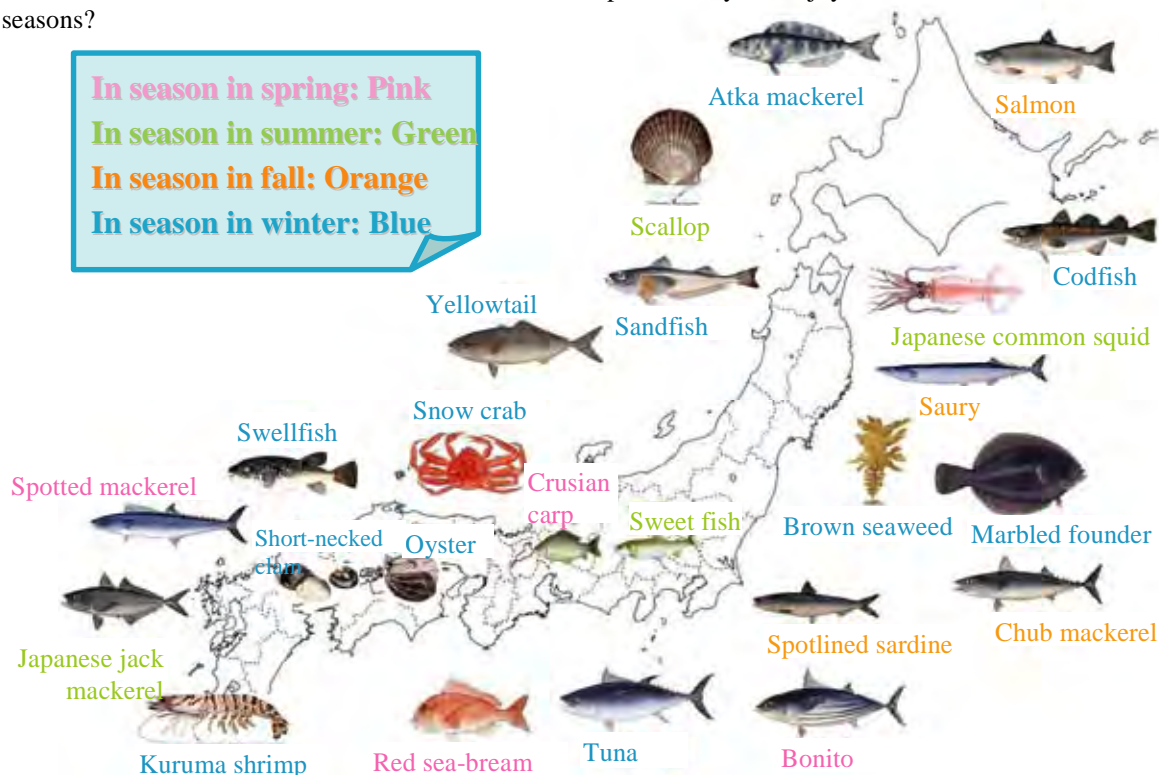 seasons?
In season in spring: Pink
In season in summer: Green
In season in fall: Orange
In season in winter: Blue
Atka mackerel
Salmon
Scallop
Codfish
Yellowtail
Sandfish
Japanese common squid
Saury
Snow crab
Swellfish
Spotted mackerel
Crusian
carp
Sweet fish
Brown seaweed
Marbled founder
Short-necked
clam
Oyster
Japanese jack
mackerel
Spotlined sardine
Chub mackerel
Kuruma shrimp
Red sea-bream
Tuna
Bonito